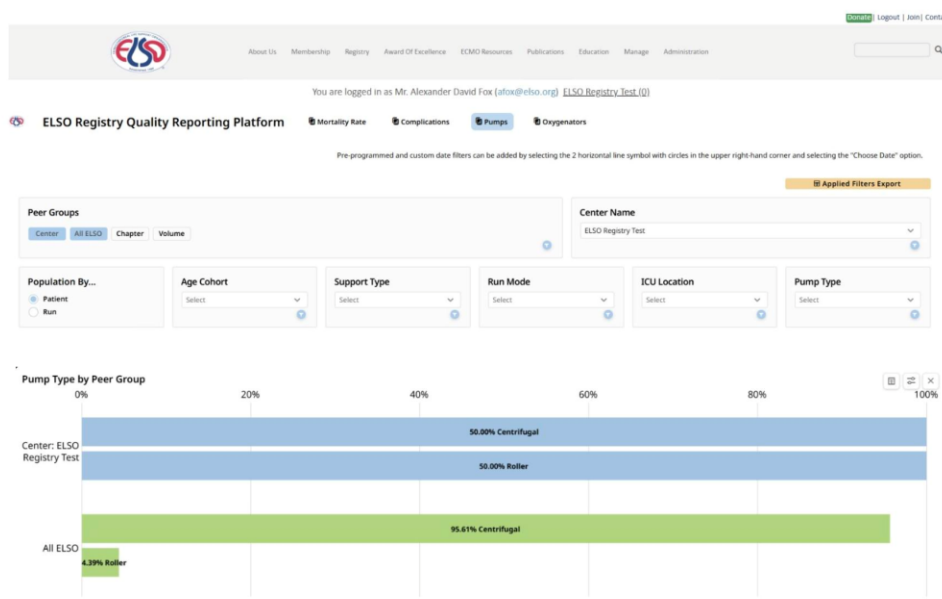 Donate | Logout | Join| Conta
ELSO
About Us Membership Registry Award Of Excellence ECMO Resources Publications Education Manage Administration
You are logged in as Mr. Alexander David Fox (afox@elso.org) ELSO Registry Test (0)
ELSO Registry Quality Reporting Platform Mortality Rate Complications Pumps Oxygenators
Pre-programmed and custom date filters can be added by selecting the 2 horizontal line symbol with circles in the upper right-hand corner and selecting the "Choose Date" option.
Applied Filters Export
Peer Groups
Center All ELSO Chapter Volume
Center Name
ELSO Registry Test
Population By...
Patient
Run
Age Cohort
Select
Support Type
Select
Run Mode
Select
ICU Location
Select
Pump Type
Select
Pump Type by Peer Group
0% 20% 40% 60% 80% 100%
Center: ELSO
Registry Test
50.00% Centrifugal
50.00% Roller
All ELSO
95.61% Centrifugal
4.39% Roller